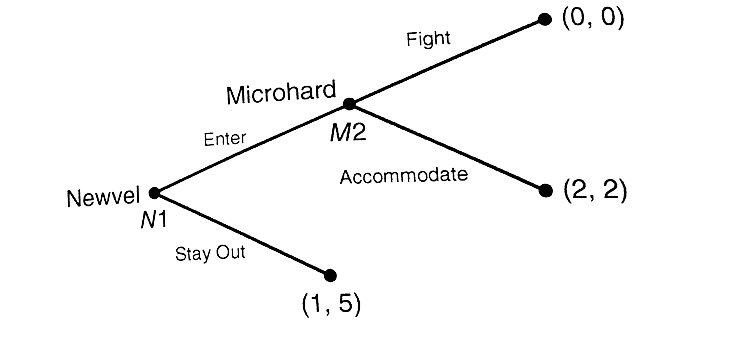 Fight
(0, 0)
Microhard
M2
Enter
Accommodate
(2, 2)
Newvel
N1
Stay Out
(1, 5)